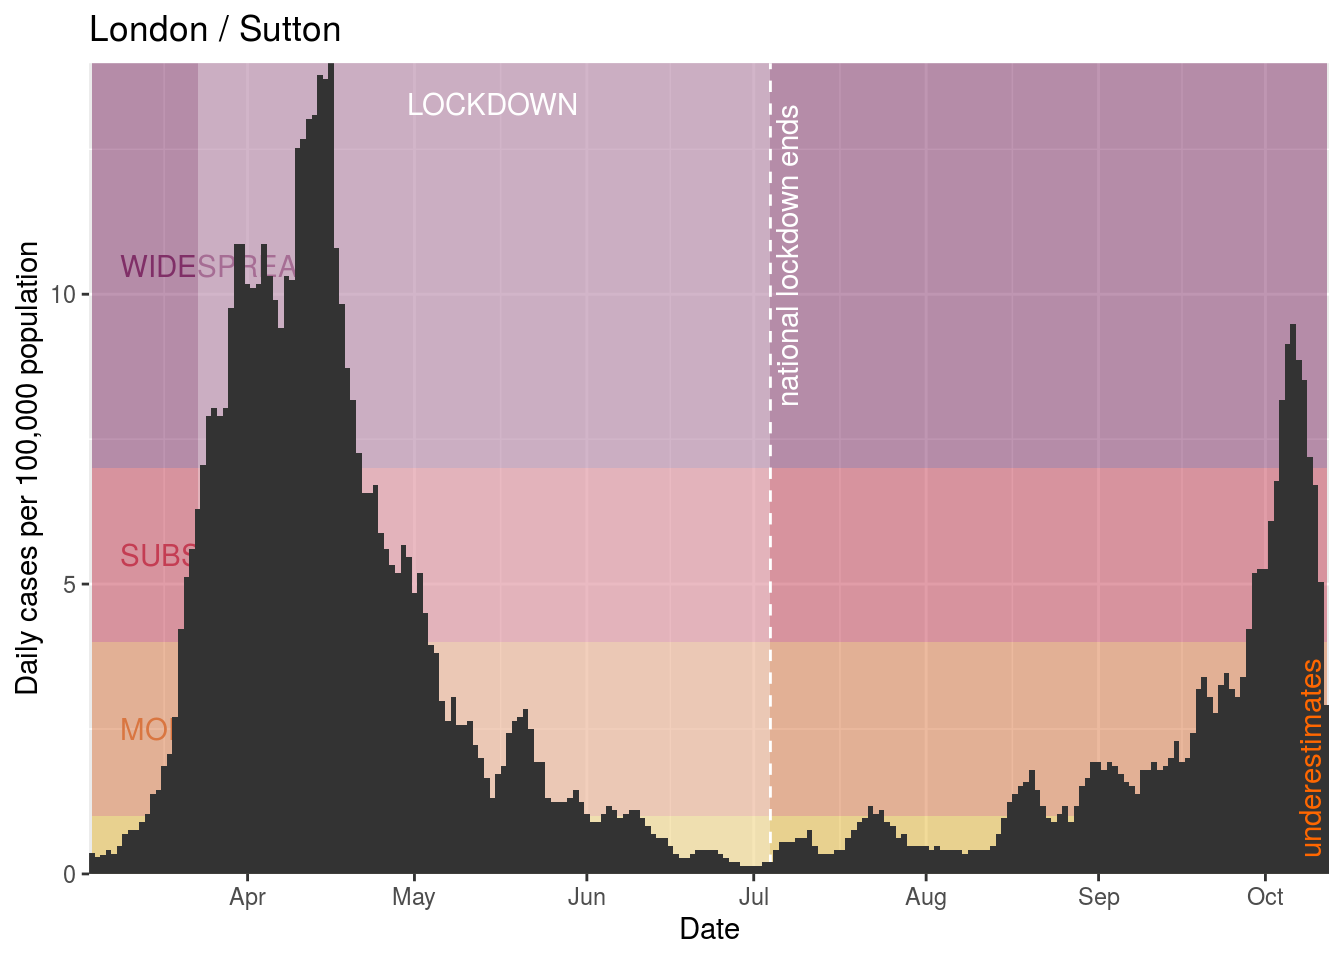 London / Sutton
LOCKDOWN
national lockdown ends
WIDESPREA
SUBS
MO
underestimates
Daily cases per 100,000 population
10
5
0
Apr
May
Jun
Jul
Aug
Sep
Oct
Date